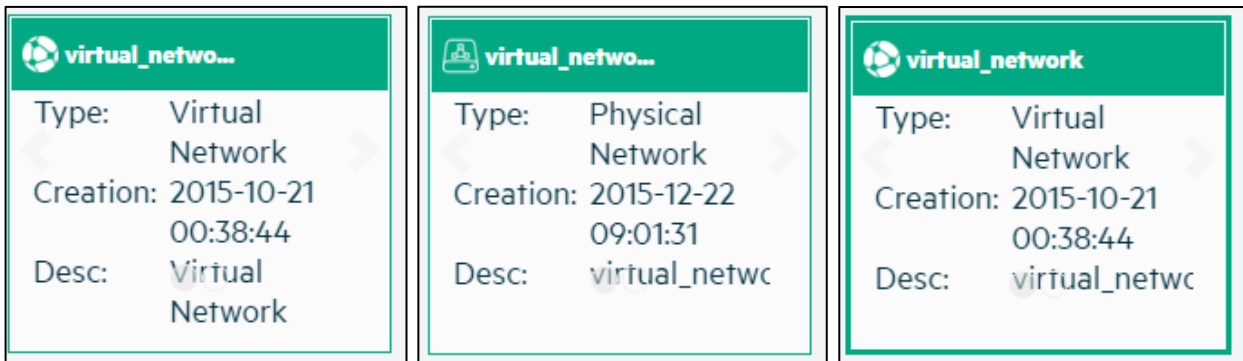 virtual_netwo...
Type: Virtual
Network
Creation: 2015-10-21
00:38:44
Desc: Virtual
Network
virtual_netwo...
Type: Physical
Network
Creation: 2015-12-22
09:01:31
Desc: virtual_netwc
virtual_network
Type: Virtual
Network
Creation: 2015-10-21
00:38:44
Desc: virtual_netwc